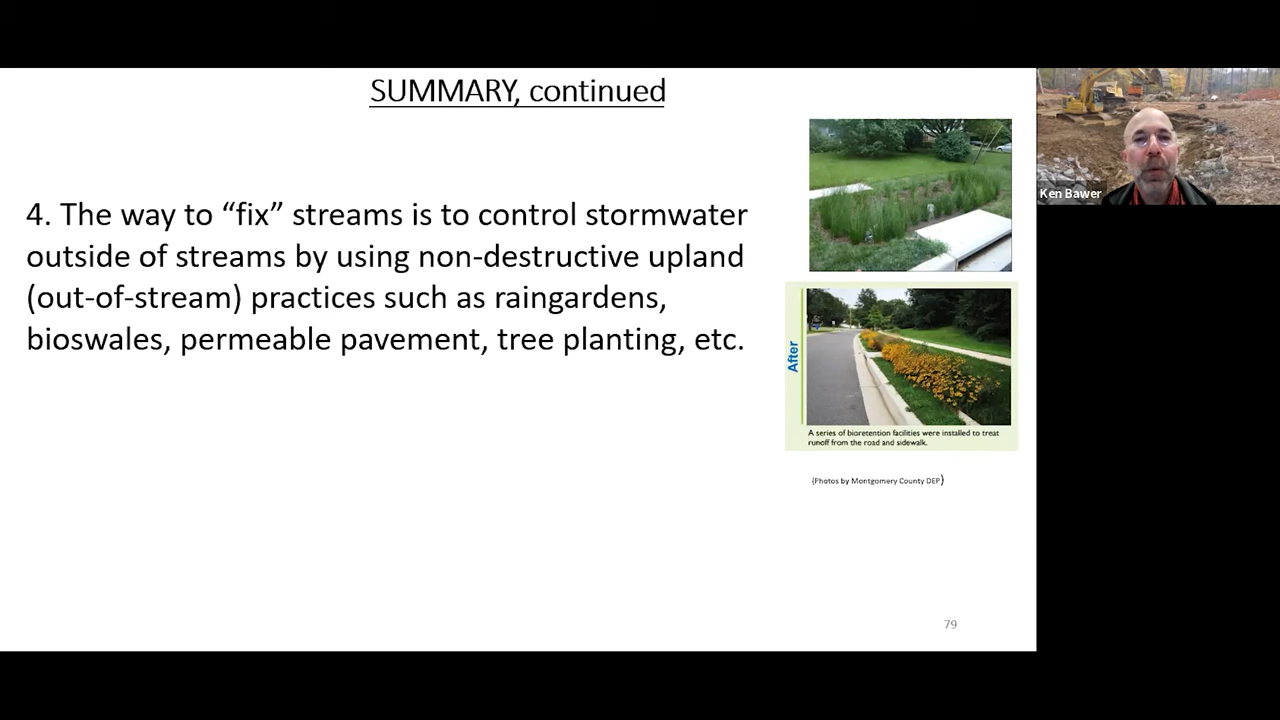 SUMMARY, continued
4. The way to “fix” streams is to control stormwater
outside of streams by using non-destructive upland
(out-of-stream) practices such as raingardens,
bioswales, permeable pavement, tree planting, etc.
After
A series of bioretention facilities were installed to treat
runoff from the road and sidewalk.
(Photos by Montgomery County DEP)
79
Ken Bawer